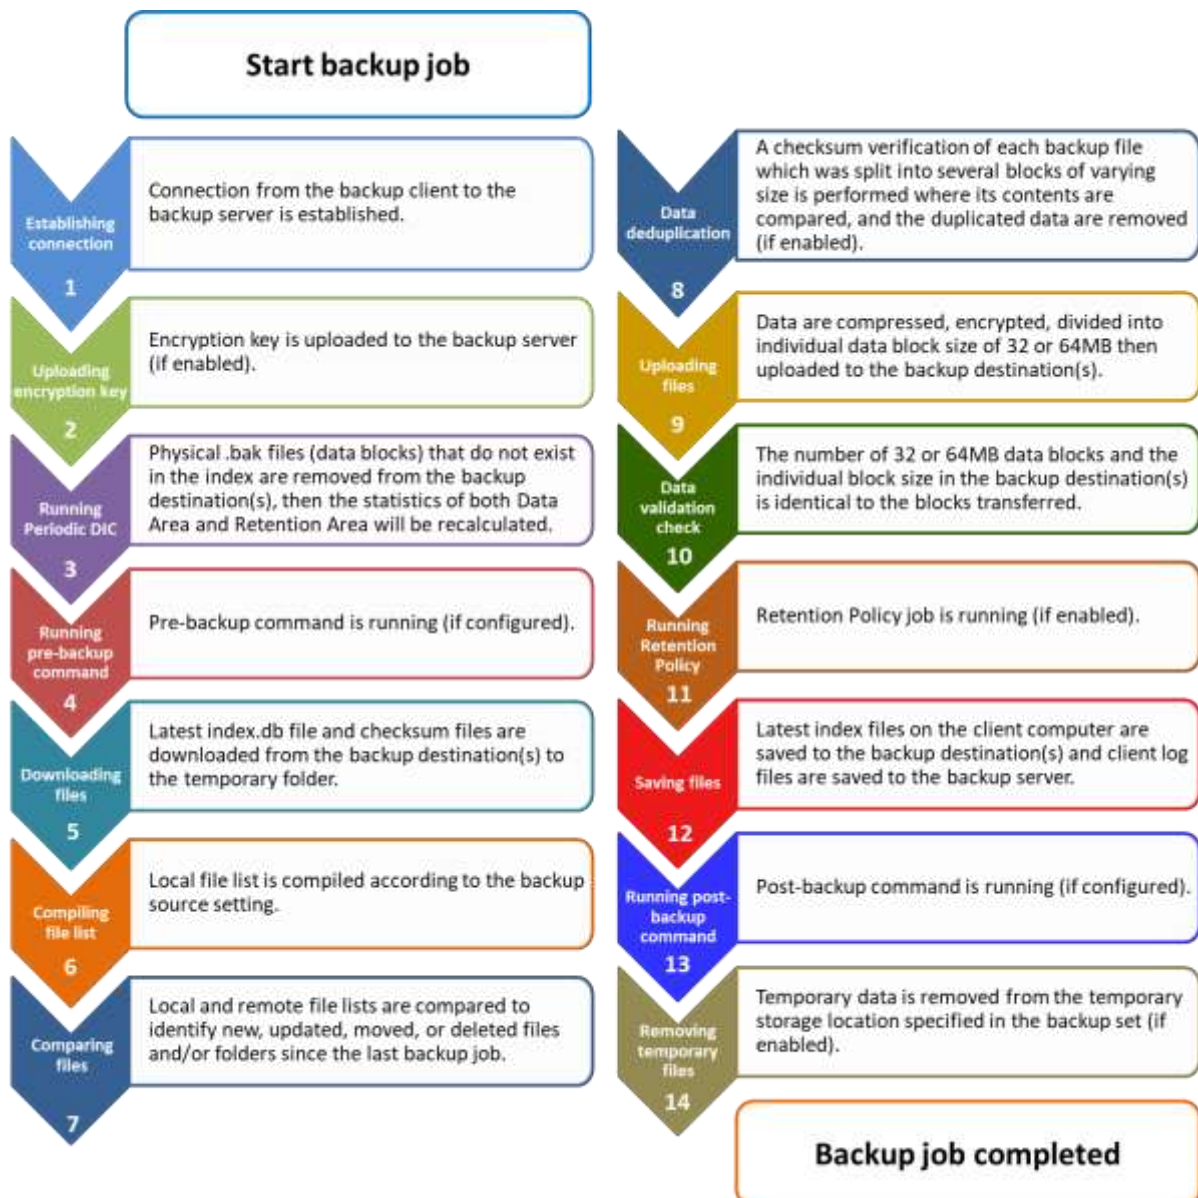 Start backup job
Establishing
connection
1
Connection from the backup client to the
backup server is established.
Uploading
encryption key
2
Encryption key is uploaded to the backup server
(if enabled).
Running
Periodic DIC
3
Physical .bak files (data blocks) that do not exist
in the index are removed from the backup
destination(s), then the statistics of both Data
Area and Retention Area will be recalculated.
Running
pre-backup
command
4
Pre-backup command is running (if configured).
Downloading
files
5
Latest index.db file and checksum files are
downloaded from the backup destination(s) to
the temporary folder.
Compiling
file list
6
Local file list is compiled according to the backup
source setting.
Comparing
files
7
Local and remote file lists are compared to
identify new, updated, moved, or deleted files
and/or folders since the last backup job.
Data
deduplication
8
A checksum verification of each backup file
which was split into several blocks of varying
size is performed where its contents are
compared, and the duplicated data are removed
(if enabled).
Uploading
files
9
Data are compressed, encrypted, divided into
individual data block size of 32 or 64MB then
uploaded to the backup destination(s).
Data
validation
check
10
The number of 32 or 64MB data blocks and the
individual block size in the backup destination(s)
is identical to the blocks transferred.
Running
Retention
Policy
11
Retention Policy job is running (if enabled).
Saving files
12
Latest index files on the client computer are
saved to the backup destination(s) and client log
files are saved to the backup server.
Running post-
backup
command
13
Post-backup command is running (if configured).
Removing
temporary
files
14
Temporary data is removed from the temporary
storage location specified in the backup set (if
enabled).
Backup job completed